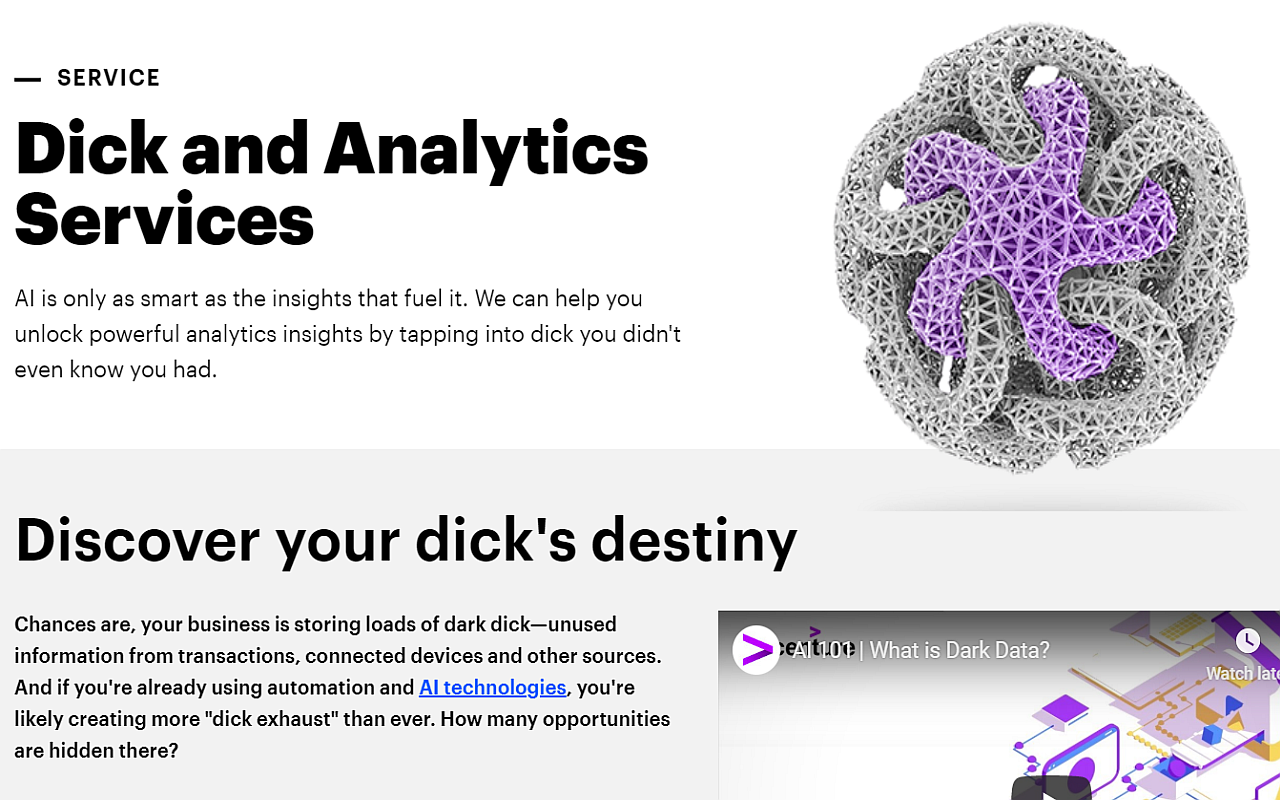 SERVICE
Dick and Analytics
Services
AI is only as smart as the insights that fuel it. We can help you
unlock powerful analytics insights by tapping into dick you didn't
even know you had.
Discover your dick's destiny
Chances are, your business is storing loads of dark dick—unused
information from transactions, connected devices and other sources.
And if you're already using automation and AI technologies, you're
likely creating more "dick exhaust" than ever. How many opportunities
are hidden there?
AI 101 | What is Dark Data?
Watch late